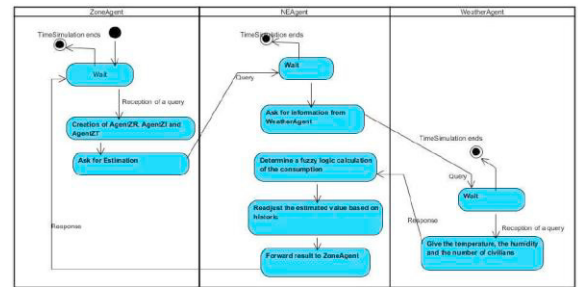 ZoneAgent
NEAgent
WeatherAgent
TimeSimulation ends
Wait
Reception of a query
Creation of AgentZR, AgentZI and
AgentZT
Ask for Estimation
Response
TimeSimulation ends
Wait
Query
Ask for Information from
WeatherAgent
Determine a fuzzy logic calculation
of the consumption
Readjust the estimated value based on
historic
Forward result to ZoneAgent
TimeSimulation ends
Query
Wait
Reception of a query
Response
Give the temperature, the humidity
and the number of civilians